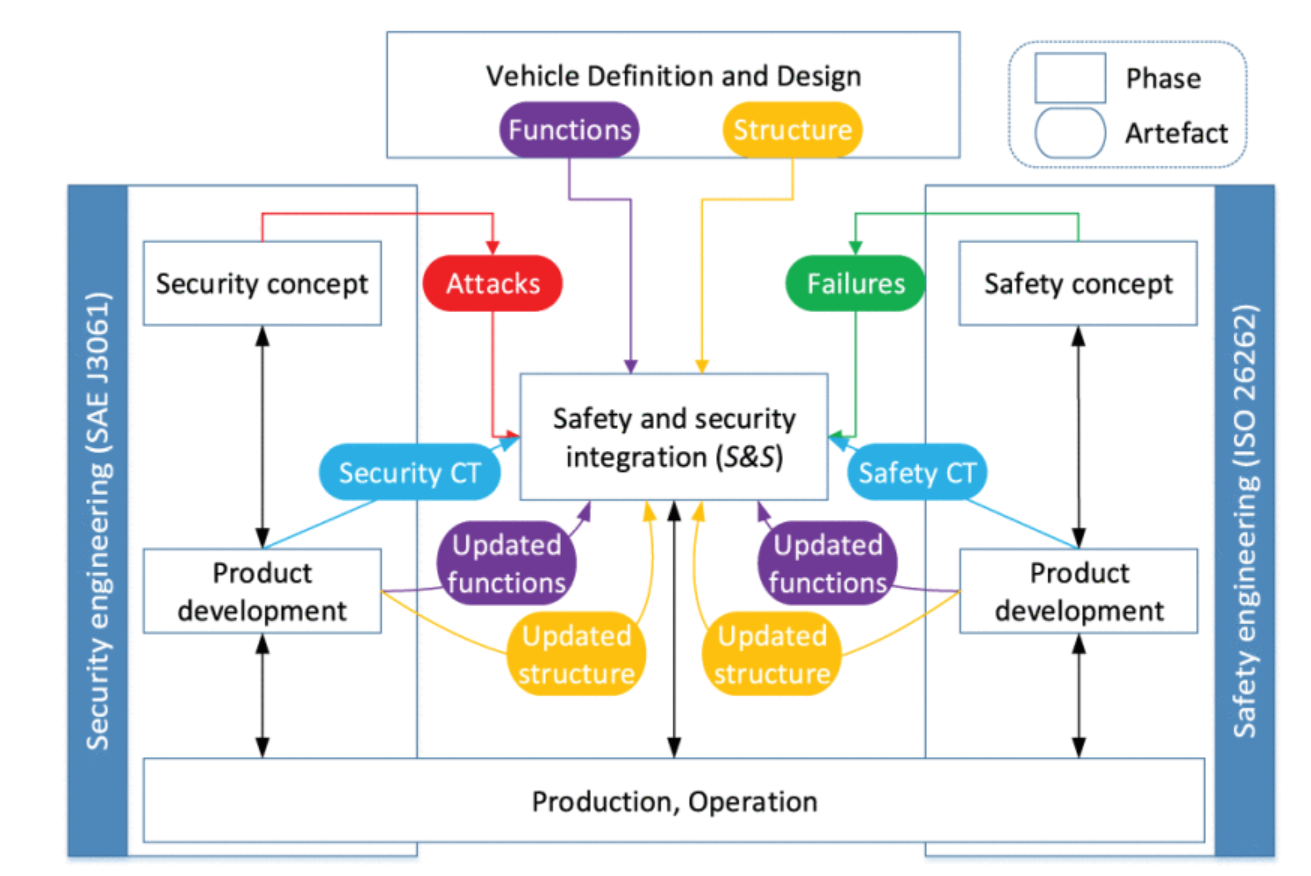 Vehicle Definition and Design
Functions
Structure
Phase
Artefact
Security engineering (SAE J3061)
Security concept
Attacks
Failures
Safety concept
Safety engineering (ISO 26262)
Safety and security
integration (S&S)
Security CT
Safety CT
Product
development
Updated
functions
Updated
structure
Updated
functions
Updated
structure
Product
development
Production, Operation